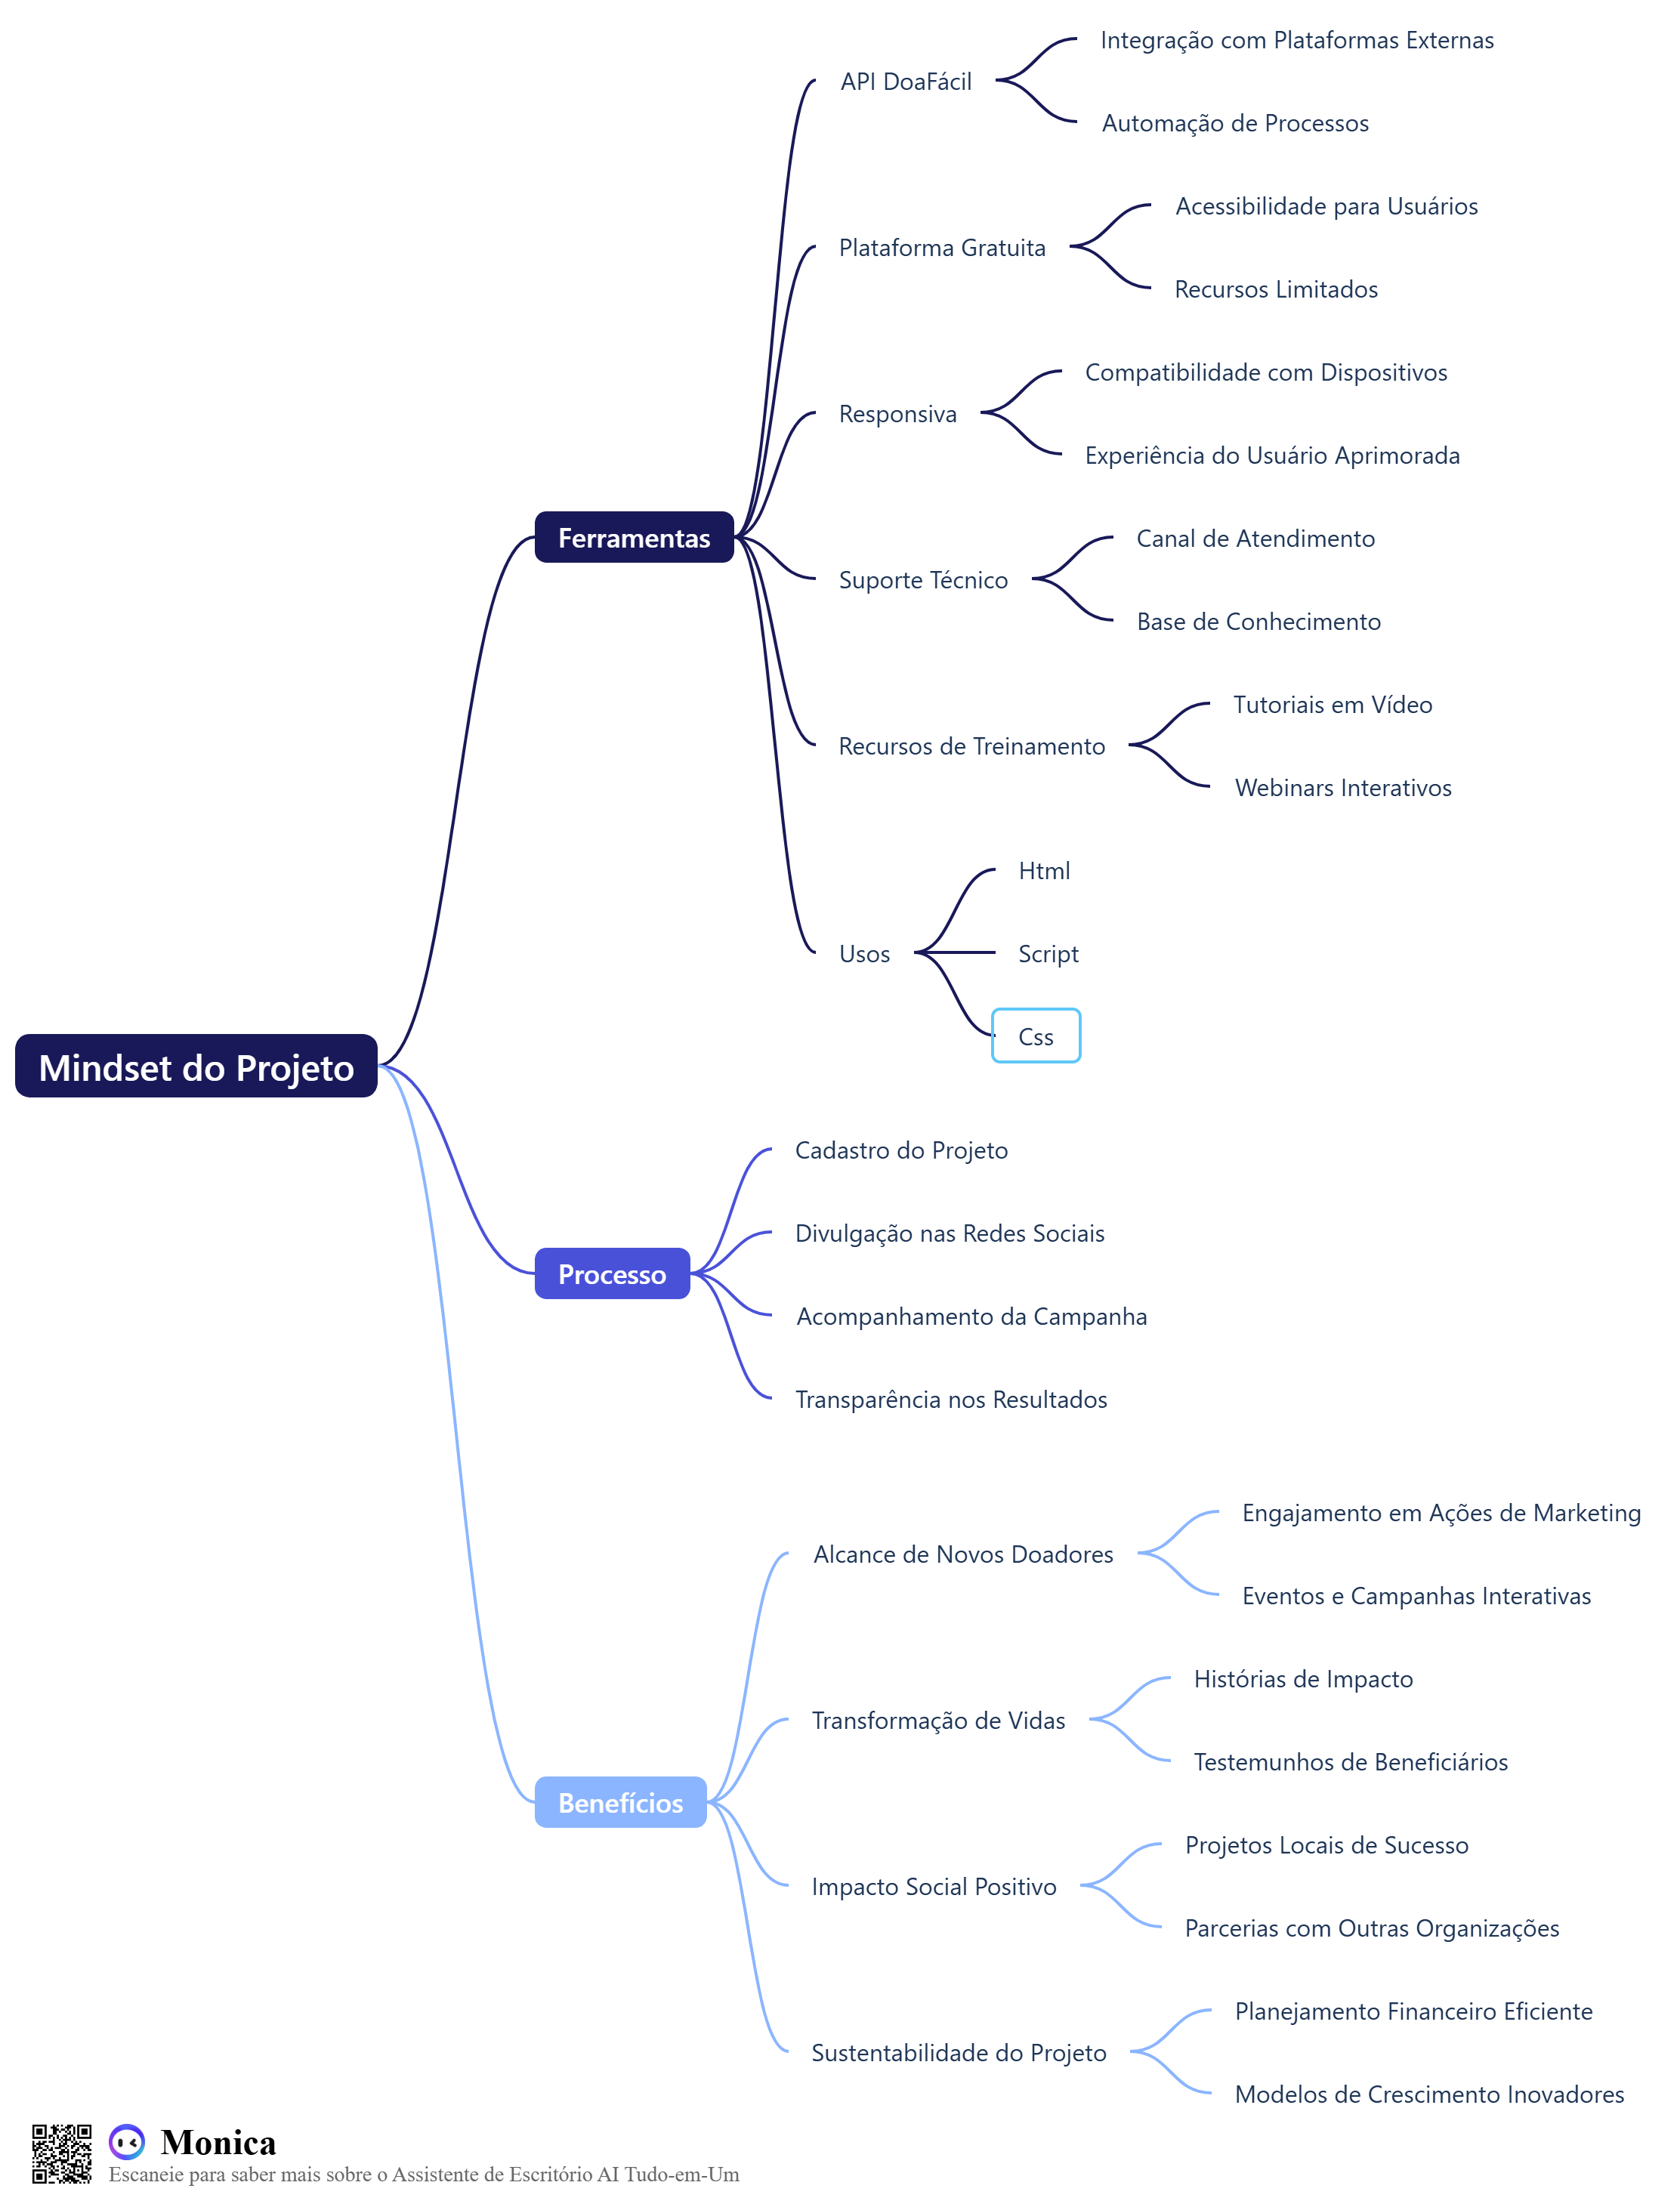 Mindset do Projeto
Ferramentas
API DoaFácil
Integração com Plataformas Externas
Automação de Processos
Plataforma Gratuita
Acessibilidade para Usuários
Recursos Limitados
Responsiva
Compatibilidade com Dispositivos
Experiência do Usuário Aprimorada
Suporte Técnico
Canal de Atendimento
Base de Conhecimento
Recursos de Treinamento
Tutoriais em Vídeo
Webinars Interativos
Usos
Html
Script
Css
Processo
Cadastro do Projeto
Divulgação nas Redes Sociais
Acompanhamento da Campanha
Transparência nos Resultados
Benefícios
Alcance de Novos Doadores
Engajamento em Ações de Marketing
Eventos e Campanhas Interativas
Transformação de Vidas
Histórias de Impacto
Testemunhos de Beneficiários
Impacto Social Positivo
Projetos Locais de Sucesso
Parcerias com Outras Organizações
Sustentabilidade do Projeto
Planejamento Financeiro Eficiente
Modelos de Crescimento Inovadores
Monica
Escaneie para saber mais sobre o Assistente de Escritório AI Tudo-em-Um